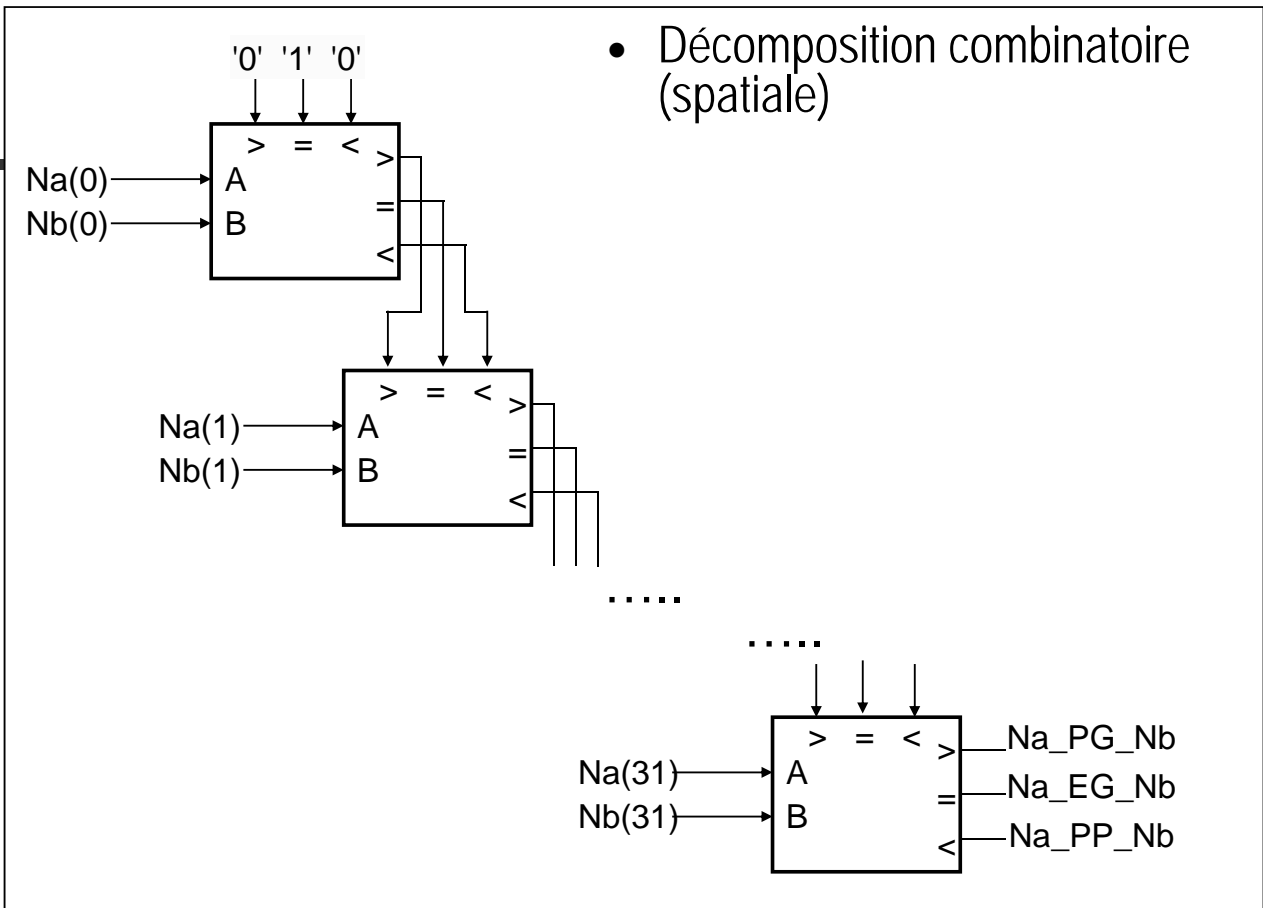 • Décomposition combinatoire
(spatiale)
'0' '1' '0'
> = <
>
=
<
Na(0)
A
Nb(0)
B
> = <
>
=
<
Na(1)
A
Nb(1)
B
.....
.....
> = <
>
=
<
Na(31)
A
Nb(31)
B
Na_PG_Nb
Na_EG_Nb
Na_PP_Nb